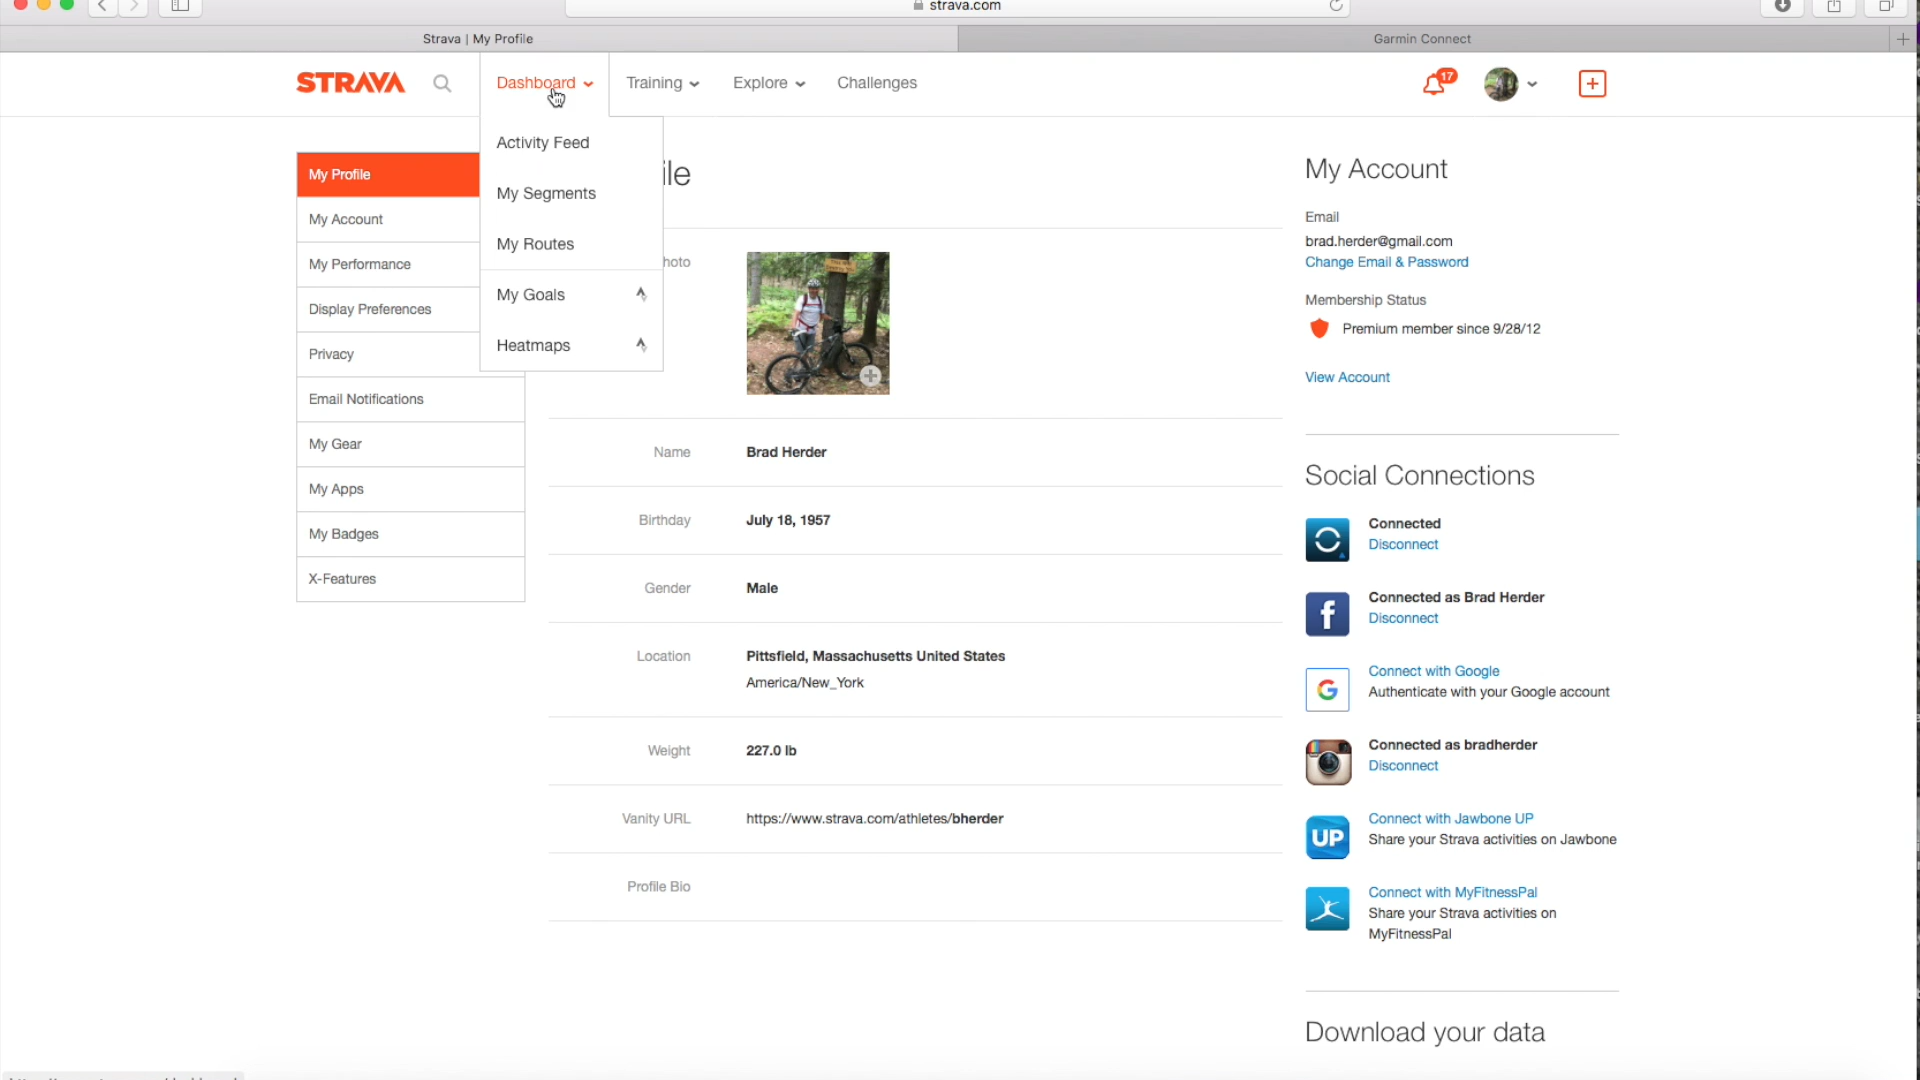 strava.com
Strava | My Profile
Garmin Connect
STRAVA
Dashboard
Training
Explore
Challenges
17
Activity Feed
My Segments
My Routes
My Goals
Heatmaps
My Profile
My Account
My Performance
Display Preferences
Privacy
Email Notifications
My Gear
My Apps
My Badges
X-Features
ile
hoto
Name
Brad Herder
Birthday
July 18, 1957
Gender
Male
Location
Pittsfield, Massachusetts United States
America/New_York
Weight
227.0 lb
Vanity URL
https://www.strava.com/athletes/bherder
Profile Bio
My Account
Email
brad.herder@gmail.com
Change Email & Password
Membership Status
Premium member since 9/28/12
View Account
Social Connections
Connected
Disconnect
f
Connected as Brad Herder
Disconnect
G
Connect with Google
Authenticate with your Google account
Connected as bradherder
Disconnect
UP
Connect with Jawbone UP
Share your Strava activities on Jawbone
Connect with MyFitnessPal
Share your Strava activities on
MyFitnessPal
Download your data